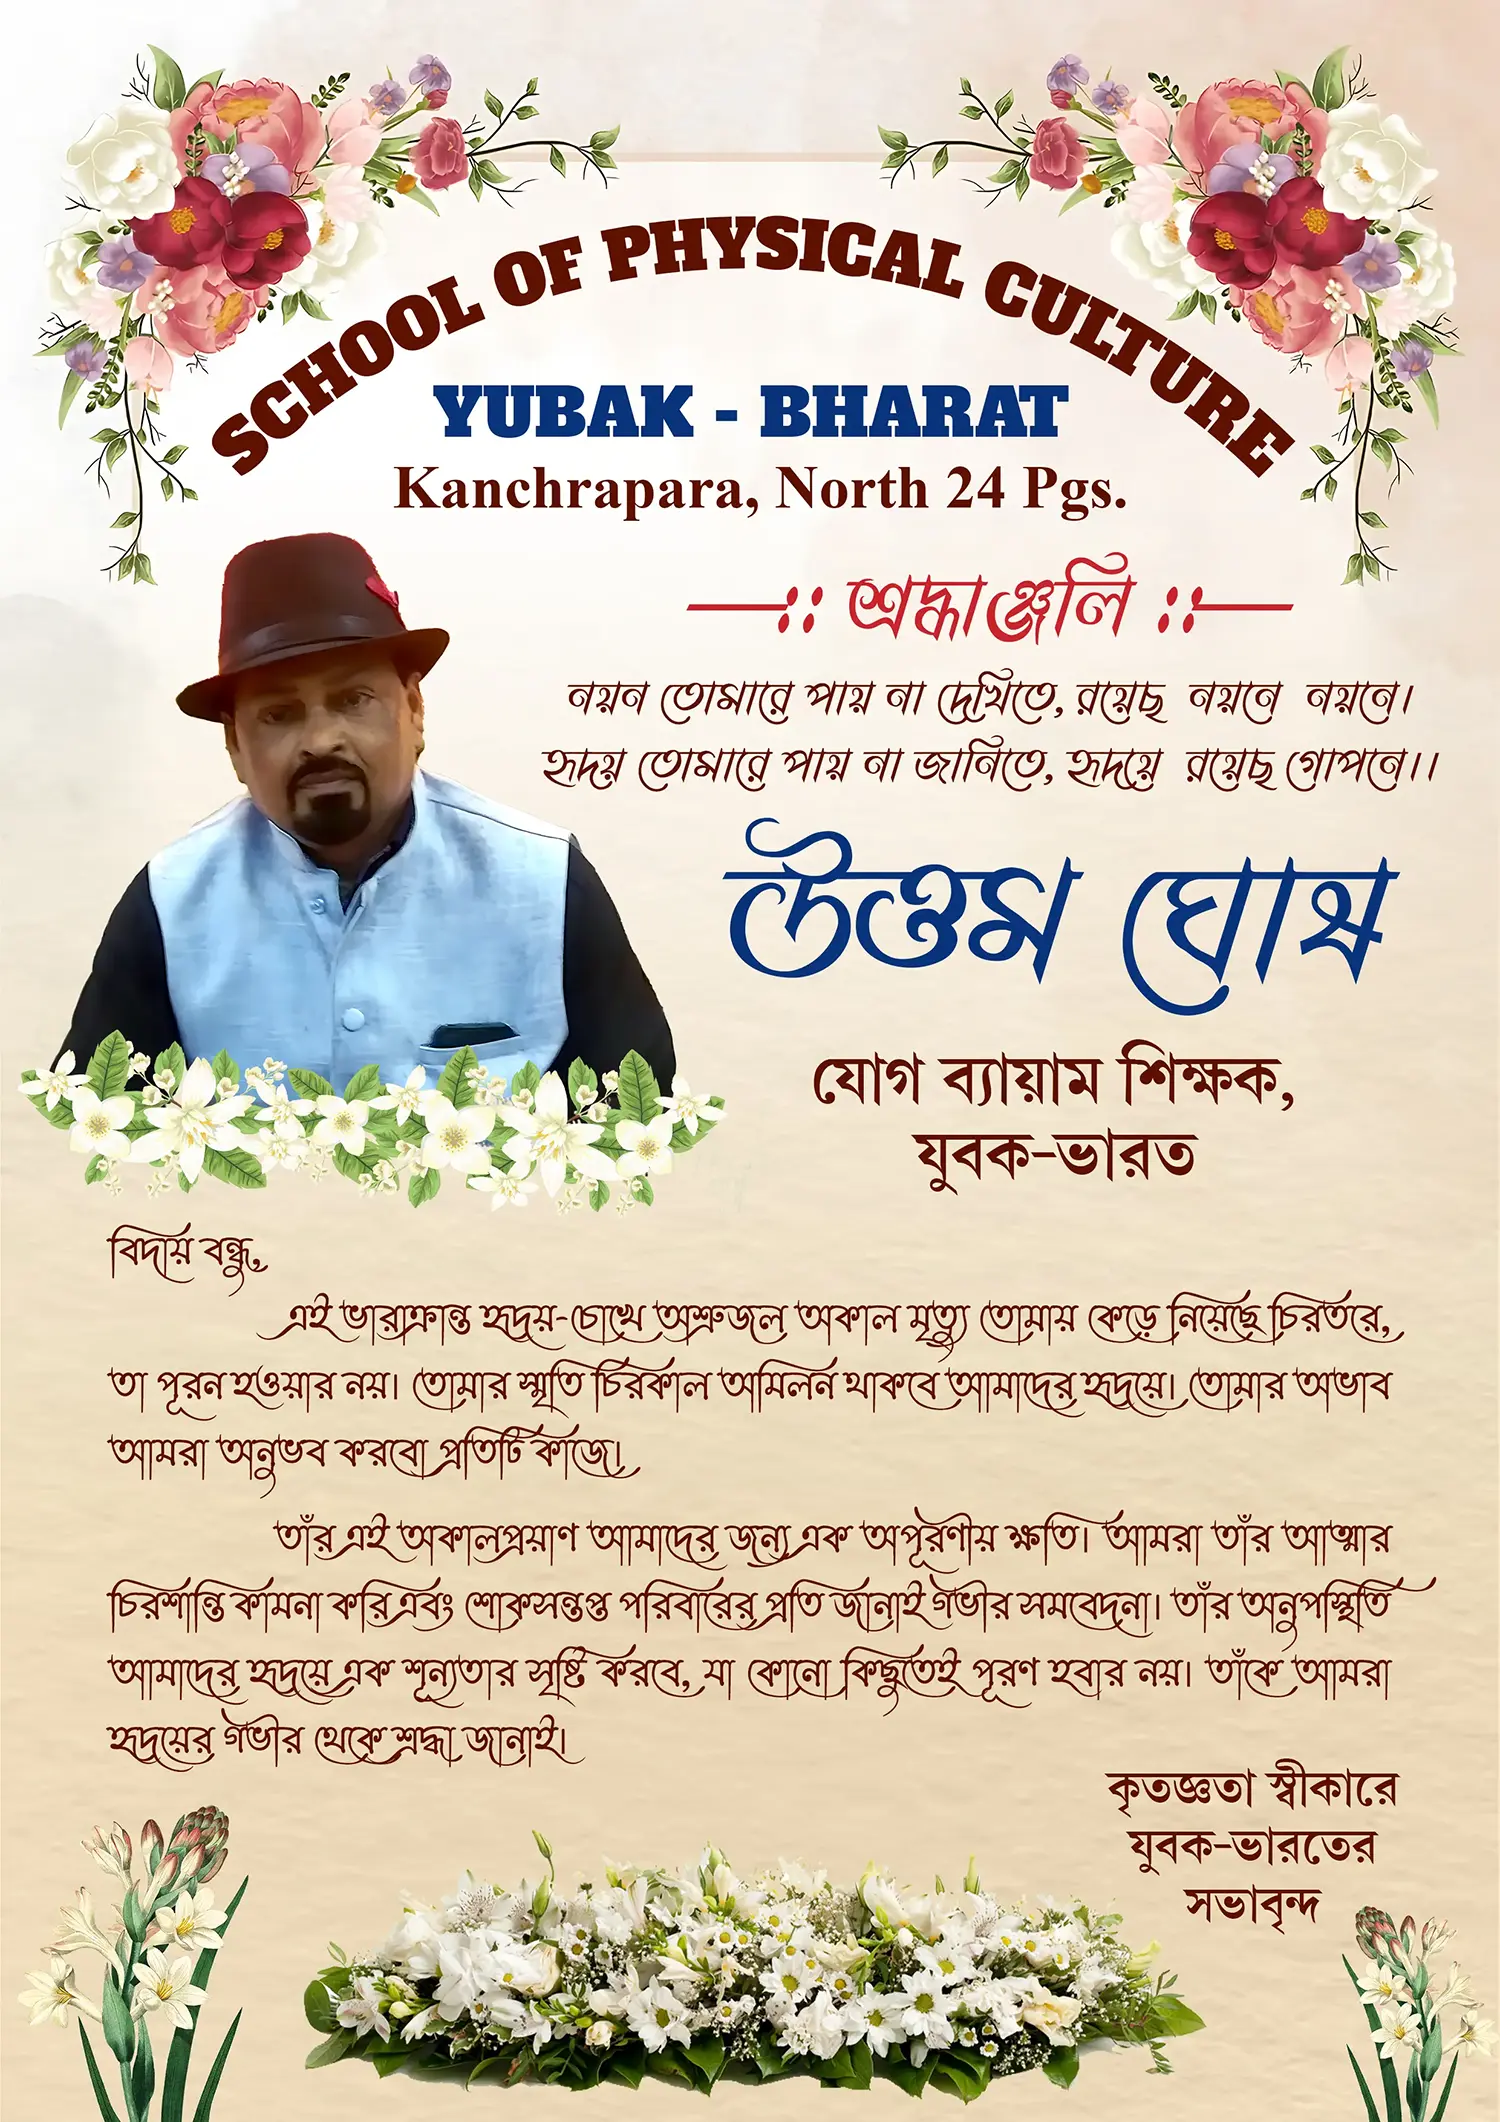 SCHOOL OF PHYSICAL CULTURE
YUBAK - BHARAT
Kanchrapara, North 24 Pgs.
—:: শ্রদ্ধাঞ্জলি ::—
নয়ন তোমারে পায় না দেখিতে, রয়েছ নয়নে নয়নে।
হৃদয় তোমারে পায় না জানিতে, হৃদয়ে রয়েছ গোপনে।।
উত্তম ঘোষ
যোগ ব্যায়াম শিক্ষক,
যুবক-ভারত
বিদায় বন্ধু,
এই ভারাক্রান্ত হৃদয়-চোখে অশ্রুজল অকাল মৃত্যু তোমায় কেড়ে নিয়েছে চিরতরে,
তা পূরন হওয়ার নয়। তোমার স্মৃতি চিরকাল অমিলন থাকবে আমাদের হৃদয়ে। তোমার অভাব
আমরা অনুভব করবো প্রতিটি কাজে।
তাঁর এই অকালপ্রয়াণ আমাদের জন্য এক অপূরণীয় ক্ষতি। আমরা তাঁর আত্মার
চিরশান্তি কামনা করি এবং শোকসন্তপ্ত পরিবারের প্রতি জানাই গভীর সমবেদনা। তাঁর অনুপস্থিতি
আমাদের হৃদয়ে এক শূন্যতার সৃষ্টি করবে, যা কোনো কিছুতেই পূরণ হবার নয়। তাঁকে আমরা
হৃদয়ের গভীর থেকে শ্রদ্ধা জানাই।
কৃতজ্ঞতা স্বীকারে
যুবক-ভারতের
সভাবৃন্দ